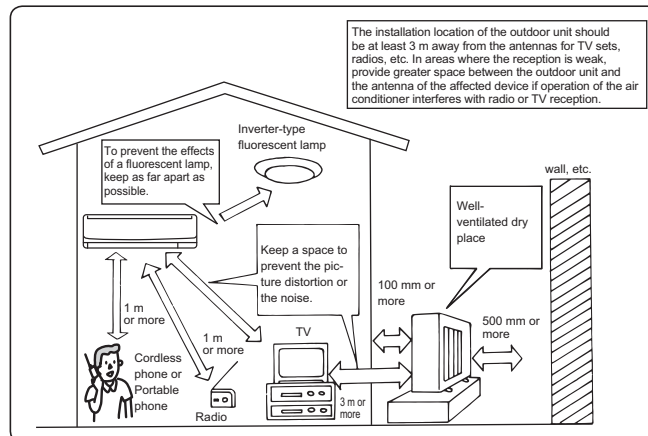 The installation location of the outdoor unit should
be at least 3 m away from the antennas for TV sets,
radios, etc. In areas where the reception is weak,
provide greater space between the outdoor unit and
the antenna of the affected device if operation of the air
conditioner interferes with radio or TV reception.
Inverter-type
fluorescent lamp
To prevent the effects
of a fluorescent lamp,
keep as far apart as
possible.
wall, etc.
Well-
ventilated dry
place
Keep a space to
prevent the pic-
ture distortion or
the noise.
100 mm or
more
500 mm or
more
1 m
or more
1 m
or more
TV
Cordless
phone or
Portable
phone
Radio
3 m or
more